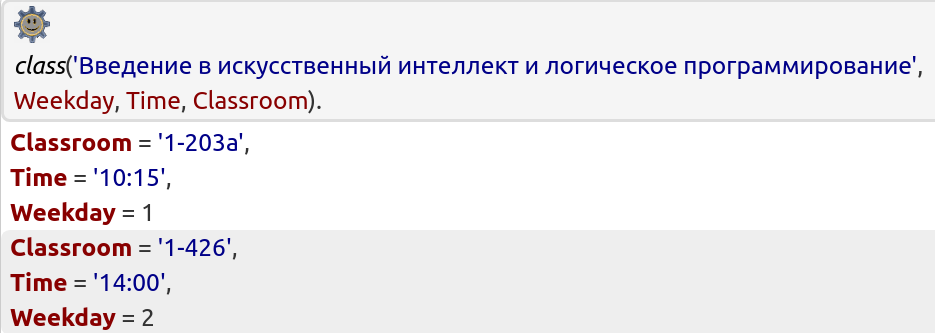 class('Введение в искусственный интеллект и логическое программирование',
Weekday, Time, Classroom).
Classroom = '1-203а',
Time = '10:15',
Weekday = 1
Classroom = '1-426',
Time = '14:00',
Weekday = 2